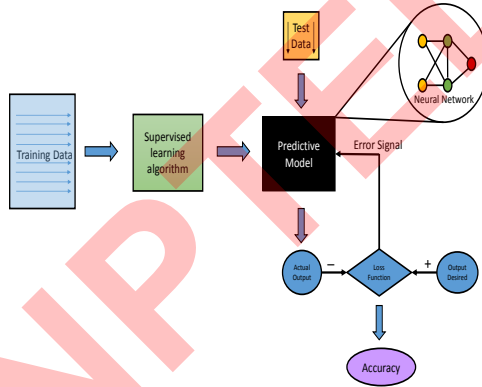 Test
Data
Neural Network
Training Data
Supervised
learning
algorithm
Predictive
Model
Error Signal
Actual
Output
−
Loss
Function
+
Output
Desired
Accuracy
NPTEL